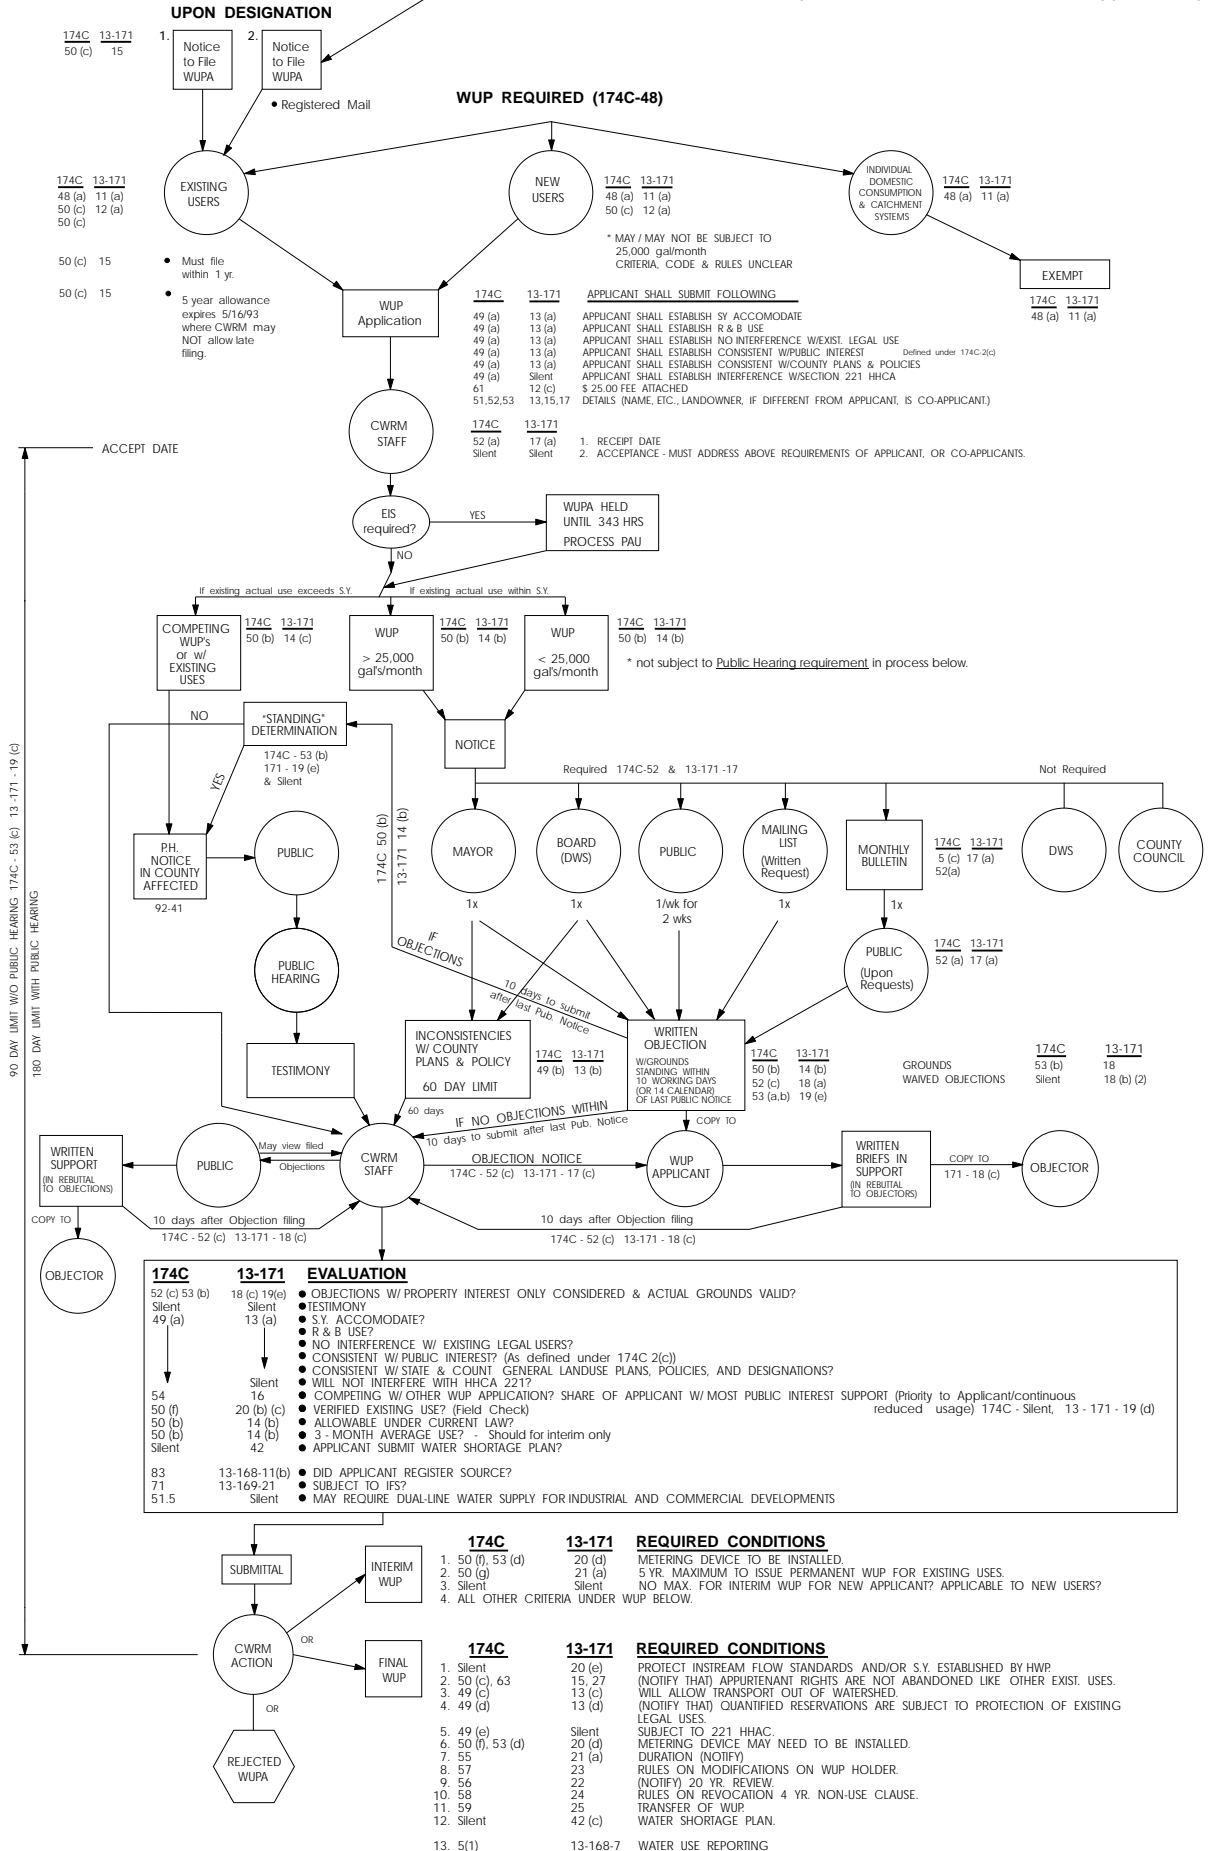 UPON DESIGNATION
174C 13-171
50 (c) 15
1.
Notice
to File
WUPA
2.
Notice
to File
WUPA
• Registered Mail
WUP REQUIRED (174C-48)
174C 13-171
48 (a) 11 (a)
50 (c) 12 (a)
50 (c)
EXISTING
USERS
NEW
USERS
174C 13-171
48 (a) 11 (a)
50 (c) 12 (a)
INDIVIDUAL
DOMESTIC
CONSUMPTION
& CATCHMENT
SYSTEMS
174C 13-171
48 (a) 11 (a)
* MAY / MAY NOT BE SUBJECT TO
25,000 gal/month
CRITERIA, CODE & RULES UNCLEAR
EXEMPT
174C 13-171
48 (a) 11 (a)
50 (c) 15
• Must file
within 1 yr.
50 (c) 15
• 5 year allowance
expires 5/16/93
where CWRM may
NOT allow late
filing.
WUP
Application
174C 13-171 APPLICANT SHALL SUBMIT FOLLOWING
49 (a) 13 (a) APPLICANT SHALL ESTABLISH SY ACCOMODATE
49 (a) 13 (a) APPLICANT SHALL ESTABLISH R & B USE
49 (a) 13 (a) APPLICANT SHALL ESTABLISH NO INTERFERENCE W/EXIST. LEGAL USE
49 (a) 13 (a) APPLICANT SHALL ESTABLISH CONSISTENT W/PUBLIC INTEREST Defined under 174C-2(c)
49 (a) 13 (a) APPLICANT SHALL ESTABLISH CONSISTENT W/COUNTY PLANS & POLICIES
49 (a) Silent APPLICANT SHALL ESTABLISH INTERFERENCE W/SECTION 221 HHCA
61 12 (c) $ 25.00 FEE ATTACHED
51,52,53 13,15,17 DETAILS (NAME, ETC., LANDOWNER, IF DIFFERENT FROM APPLICANT, IS CO-APPLICANT.)
CWRM
STAFF
174C 13-171
52 (a) 17 (a) 1. RECEIPT DATE
Silent Silent 2. ACCEPTANCE - MUST ADDRESS ABOVE REQUIREMENTS OF APPLICANT, OR CO-APPLICANTS.
ACCEPT DATE
EIS
required?
YES
WUPA HELD
UNTIL 343 HRS
PROCESS PAU
NO
If existing actual use exceeds S.Y.
If existing actual use within S.Y.
COMPETING
WUP's
or w/
EXISTING
USES
174C 13-171
50 (b) 14 (c)
WUP
> 25,000
gal's/month
174C 13-171
50 (b) 14 (b)
WUP
< 25,000
gal's/month
174C 13-171
50 (b) 14 (b)
* not subject to Public Hearing requirement in process below.
NO
"STANDING"
DETERMINATION
174C - 53 (b)
171 - 19 (e)
& Silent
YES
NOTICE
Required 174C-52 & 13-171 -17
Not Required
90 DAY LIMIT W/O PUBLIC HEARING 174C - 53 (c) 13 -171 - 19 (c)
180 DAY LIMIT WITH PUBLIC HEARING
P.H.
NOTICE
IN COUNTY
AFFECTED
92-41
PUBLIC
174C 50 (b)
13-171 14 (b)
MAYOR
1x
BOARD
(DWS)
1x
PUBLIC
1/wk for
2 wks
MAILING
LIST
(Written
Request)
1x
MONTHLY
BULLETIN
1x
174C 13-171
5 (c) 17 (a)
52(a)
DWS
COUNTY
COUNCIL
PUBLIC
HEARING
IF
OBJECTIONS
10 days to submit
after last Pub. Notice
PUBLIC
(Upon
Requests)
174C 13-171
52 (a) 17 (a)
TESTIMONY
INCONSISTENCIES
W/ COUNTY
PLANS & POLICY
60 DAY LIMIT
174C 13-171
49 (b) 13 (b)
60 days
WRITTEN
OBJECTION
W/GROUNDS
STANDING WITHIN
10 WORKING DAYS
(OR 14 CALENDAR)
OF LAST PUBLIC NOTICE
174C 13-171
50 (b) 14 (b)
52 (c) 18 (a)
53 (a,b) 19 (e)
174C 13-171
GROUNDS 53 (b) 18
WAIVED OBJECTIONS Silent 18 (b) (2)
IF NO OBJECTIONS WITHIN
10 days to submit after last Pub. Notice
COPY TO
WRITTEN
SUPPORT
(IN REBUTTAL
TO OBJECTIONS)
PUBLIC
May view filed
Objections
CWRM
STAFF
OBJECTION NOTICE
174C - 52 (c) 13-171 - 17 (c)
WUP
APPLICANT
WRITTEN
BRIEFS IN
SUPPORT
(IN REBUTTAL
TO OBJECTORS)
COPY TO
171 - 18 (c)
OBJECTOR
COPY TO
10 days after Objection filing
174C - 52 (c) 13-171 - 18 (c)
10 days after Objection filing
174C - 52 (c) 13-171 - 18 (c)
OBJECTOR
174C 13-171 EVALUATION
52 (c) 53 (b) 18 (c) 19(e) • OBJECTIONS W/ PROPERTY INTEREST ONLY CONSIDERED & ACTUAL GROUNDS VALID?
Silent Silent • TESTIMONY
49 (a) 13 (a) • S.Y. ACCOMODATE?
• R & B USE?
• NO INTERFERENCE W/ EXISTING LEGAL USERS?
• CONSISTENT W/ PUBLIC INTEREST? (As defined under 174C 2(c))
• CONSISTENT W/ STATE & COUNT GENERAL LANDUSE PLANS, POLICIES, AND DESIGNATIONS?
Silent • WILL NOT INTERFERE WITH HHCA 221?
54 16 • COMPETING W/ OTHER WUP APPLICATION? SHARE OF APPLICANT W/ MOST PUBLIC INTEREST SUPPORT (Priority to Applicant/continuous
50 (f) 20 (b) (c) • VERIFIED EXISTING USE? (Field Check) reduced usage) 174C - Silent, 13 - 171 - 19 (d)
50 (b) 14 (b) • ALLOWABLE UNDER CURRENT LAW?
50 (b) 14 (b) • 3 - MONTH AVERAGE USE? - Should for interim only
Silent 42 • APPLICANT SUBMIT WATER SHORTAGE PLAN?
83 13-168-11(b) • DID APPLICANT REGISTER SOURCE?
71 13-169-21 • SUBJECT TO IFS?
51.5 Silent • MAY REQUIRE DUAL-LINE WATER SUPPLY FOR INDUSTRIAL AND COMMERCIAL DEVELOPMENTS
SUBMITTAL
INTERIM
WUP
174C 13-171 REQUIRED CONDITIONS
1. 50 (f), 53 (d) 20 (d) METERING DEVICE TO BE INSTALLED.
2. 50 (g) 21 (a) 5 YR. MAXIMUM TO ISSUE PERMANENT WUP FOR EXISTING USES.
3. Silent Silent NO MAX. FOR INTERIM WUP FOR NEW APPLICANT? APPLICABLE TO NEW USERS?
4. ALL OTHER CRITERIA UNDER WUP BELOW.
CWRM
ACTION
OR
FINAL
WUP
OR
REJECTED
WUPA
174C 13-171 REQUIRED CONDITIONS
1. Silent 20 (e) PROTECT INSTREAM FLOW STANDARDS AND/OR S.Y. ESTABLISHED BY HWP.
2. 50 (c), 63 15, 27 (NOTIFY THAT) APPURTENANT RIGHTS ARE NOT ABANDONED LIKE OTHER EXIST. USES.
3. 49 (c) 13 (c) WILL ALLOW TRANSPORT OUT OF WATERSHED.
4. 49 (d) 13 (d) (NOTIFY THAT) QUANTIFIED RESERVATIONS ARE SUBJECT TO PROTECTION OF EXISTING
LEGAL USES.
5. 49 (e) Silent SUBJECT TO 221 HHAC.
6. 50 (f), 53 (d) 20 (d) METERING DEVICE MAY NEED TO BE INSTALLED.
7. 55 21 (a) DURATION (NOTIFY)
8. 57 23 RULES ON MODIFICATIONS ON WUP HOLDER.
9. 56 22 (NOTIFY) 20 YR. REVIEW.
10. 58 24 RULES ON REVOCATION 4 YR. NON-USE CLAUSE.
11. 59 25 TRANSFER OF WUP.
12. Silent 42 (c) WATER SHORTAGE PLAN.
13. 5(1) 13-168-7 WATER USE REPORTING